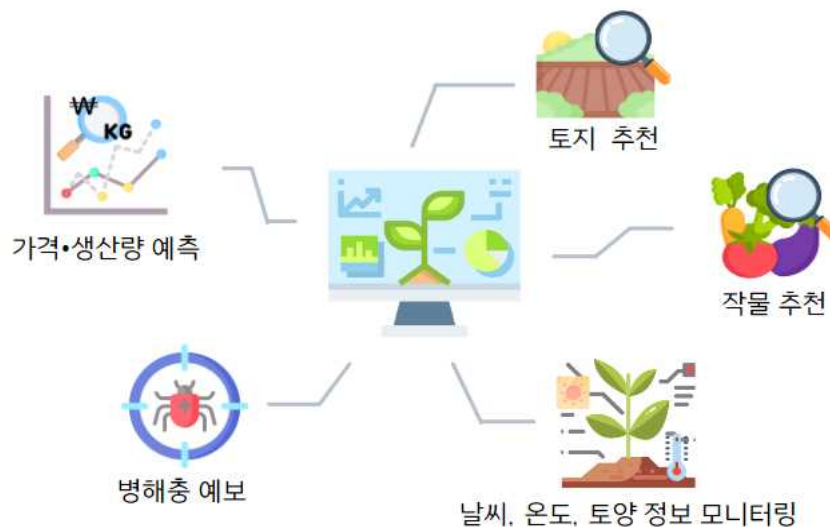 ₩
KG
토지 추천
가격•생산량 예측
작물 추천
병해충 예보
날씨, 온도, 토양 정보 모니터링